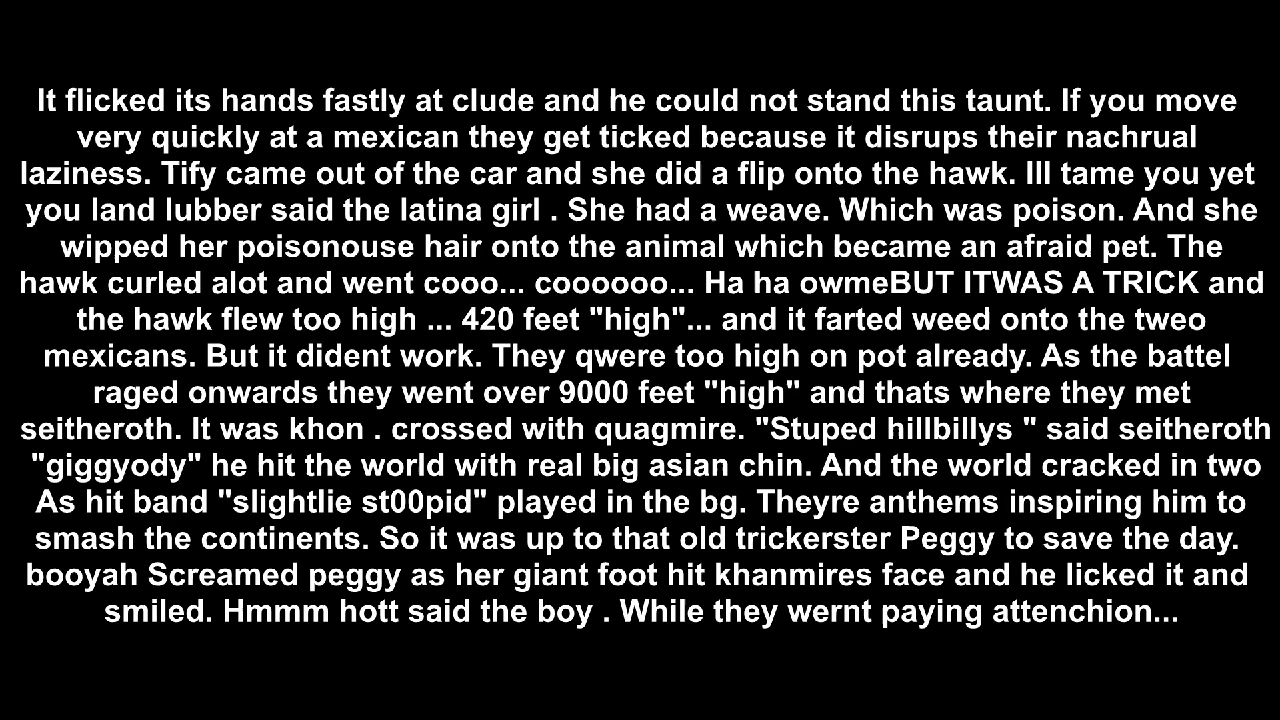 It flicked its hands fastly at clude and he could not stand this taunt. If you move
very quickly at a mexican they get ticked because it disrups their nachrual
laziness. Tify came out of the car and she did a flip onto the hawk. Ill tame you yet
you land lubber said the latina girl . She had a weave. Which was poison. And she
wipped her poisonouse hair onto the animal which became an afraid pet. The
hawk curled alot and went cooo... coooooo... Ha ha owmeBUT ITWAS A TRICK and
the hawk flew too high ... 420 feet "high"... and it farted weed onto the tweo
mexicans. But it dident work. They qwere too high on pot already. As the battel
raged onwards they went over 9000 feet "high" and thats where they met
seitheroth. It was khon . crossed with quagmire. "Stuped hillbillys " said seitheroth
"giggyody" he hit the world with real big asian chin. And the world cracked in two
As hit band "slightlie st00pid" played in the bg. Theyre anthems inspiring him to
smash the continents. So it was up to that old trickerster Peggy to save the day.
booyah Screamed peggy as her giant foot hit khanmires face and he licked it and
smiled. Hmmm hott said the boy . While they wernt paying attenchion...